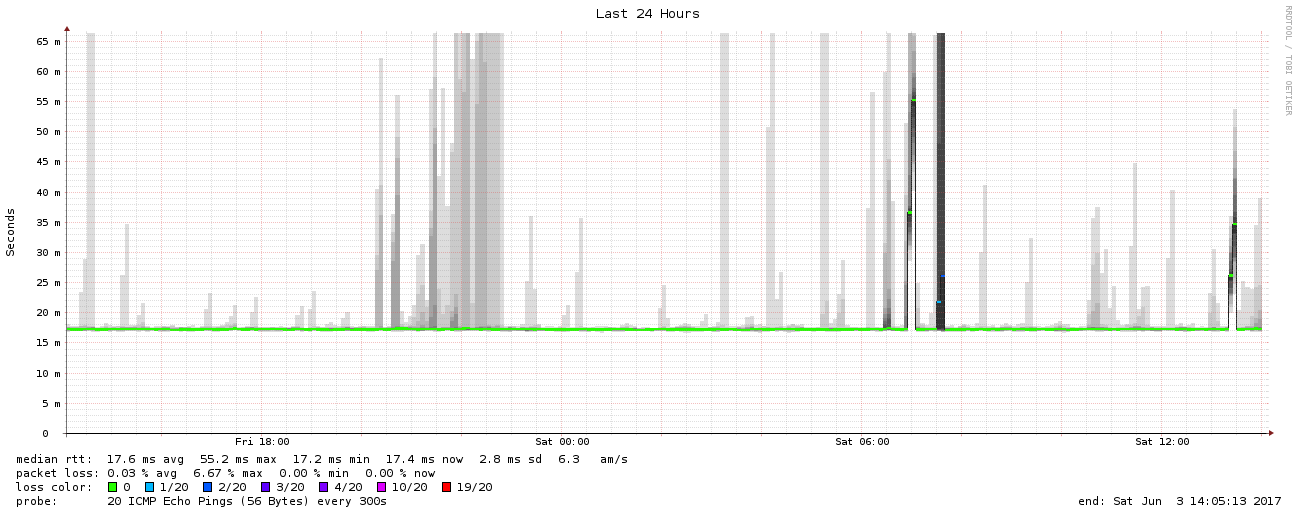 Last 24 Hours
RRDTOOL / TOBI OETIKER
Seconds
65 m
60 m
55 m
50 m
45 m
40 m
35 m
30 m
25 m
20 m
15 m
10 m
5 m
0
Fri 18:00 Sat 00:00 Sat 06:00 Sat 12:00
median rtt: 17.6 ms avg 55.2 ms max 17.2 ms min 17.4 ms now 2.8 ms sd 6.3 am/s
packet loss: 0.03 % avg 6.67 % max 0.00 % min 0.00 % now
loss color: 0 1/20 2/20 3/20 4/20 10/20 19/20
probe: 20 ICMP Echo Pings (56 Bytes) every 300s end: Sat Jun 3 14:05:13 2017